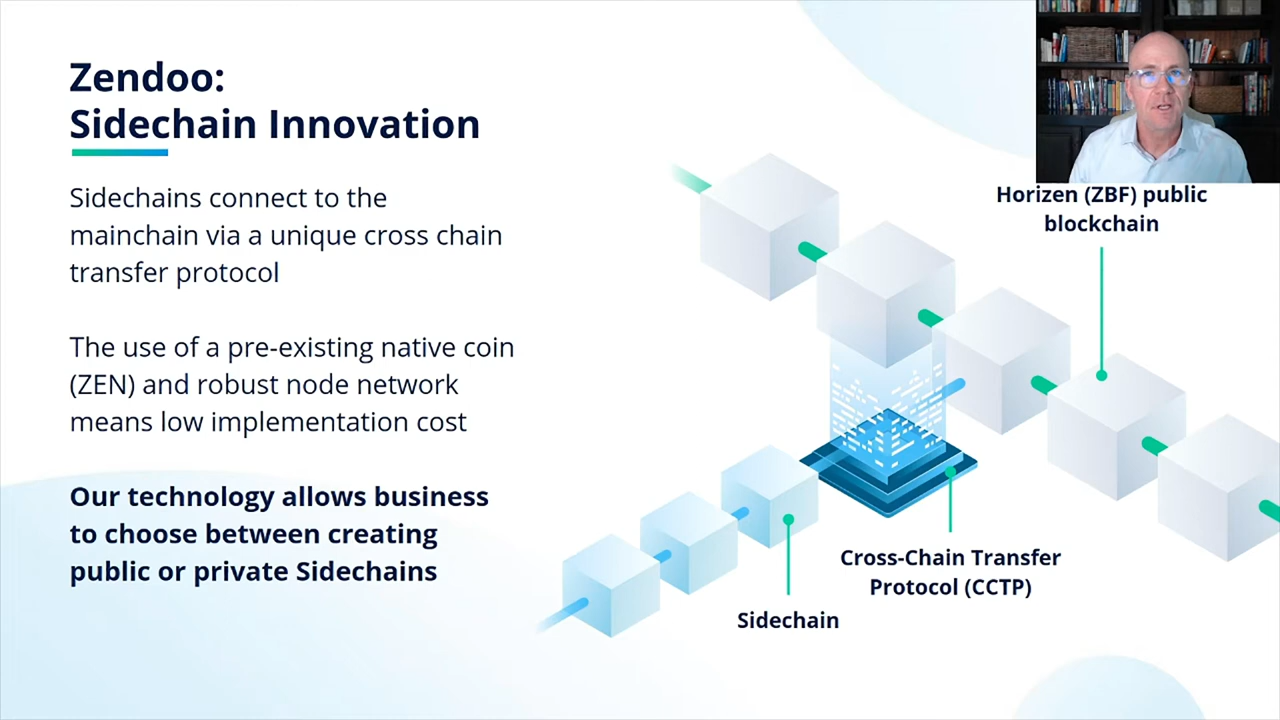 Zendoo:
Sidechain Innovation
Sidechains connect to the
mainchain via a unique cross chain
transfer protocol
The use of a pre-existing native coin
(ZEN) and robust node network
means low implementation cost
Our technology allows business
to choose between creating
public or private Sidechains
Horizen (ZBF) public
blockchain
Cross-Chain Transfer
Protocol (CCTP)
Sidechain